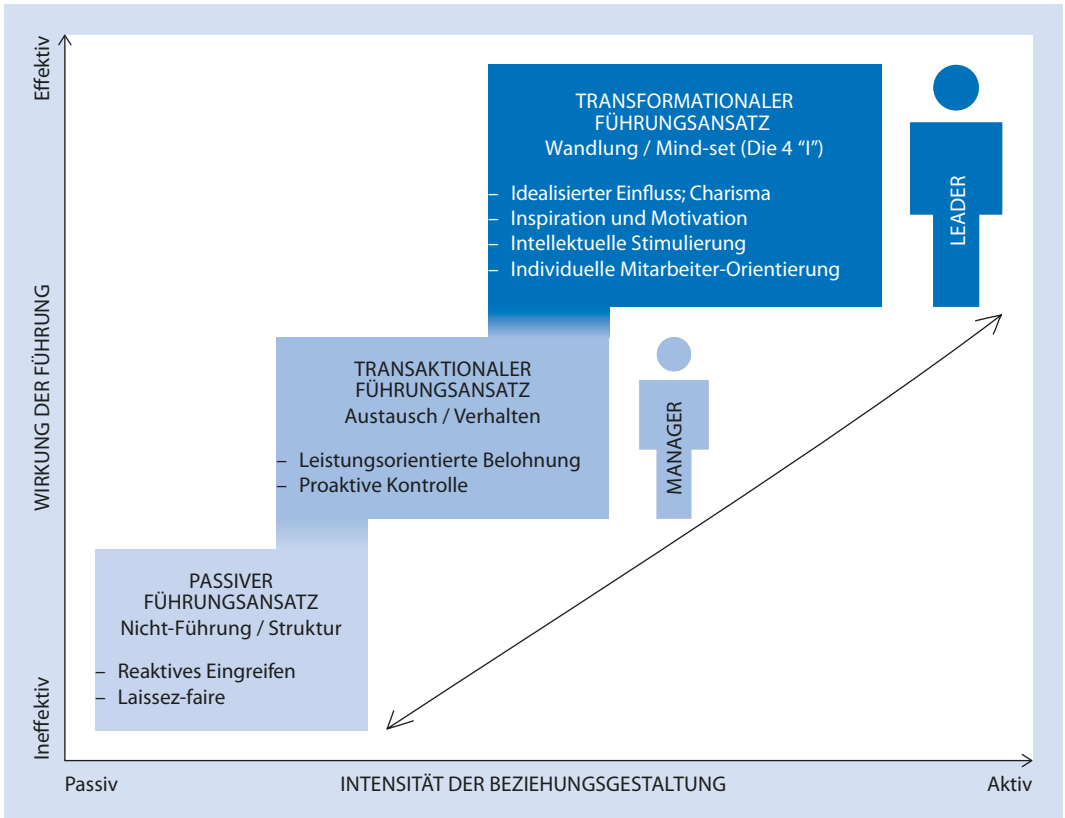 Effektiv
WIRKUNG DER FÜHRUNG
Ineffektiv
TRANSFORMATIONALER
FÜHRUNGSANSATZ
Wandlung / Mind-set (Die 4 “I”)
– Idealisierter Einfluss; Charisma
– Inspiration und Motivation
– Intellektuelle Stimulierung
– Individuelle Mitarbeiter-Orientierung
LEADER
TRANSAKTIONALER
FÜHRUNGSANSATZ
Austausch / Verhalten
– Leistungsorientierte Belohnung
– Proaktive Kontrolle
MANAGER
PASSIVER
FÜHRUNGSANSATZ
Nicht-Führung / Struktur
– Reaktives Eingreifen
– Laissez-faire
Passiv
INTENSITÄT DER BEZIEHUNGSGESTALTUNG
Aktiv